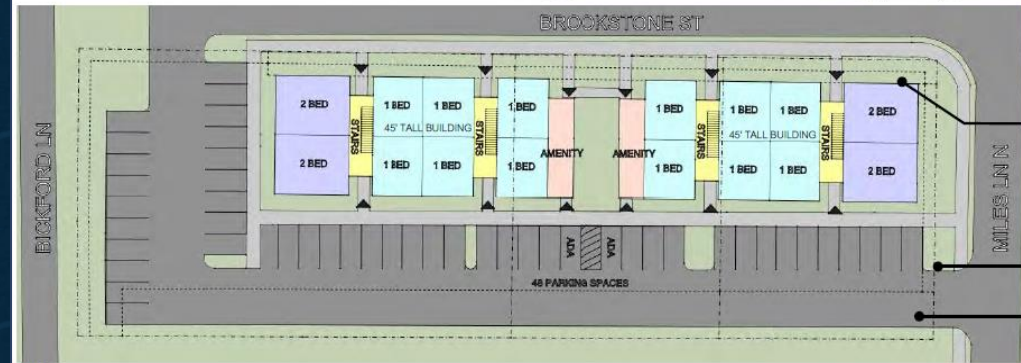 BROOKSTONE ST
BICKFORD LN
MILES LN N
2 BED
2 BED
STAIRS
1 BED
1 BED
45' TALL BUILDING
1 BED
1 BED
STAIRS
1 BED
1 BED
AMENITY
AMENITY
1 BED
1 BED
STAIRS
1 BED
1 BED
45' TALL BUILDING
1 BED
1 BED
STAIRS
2 BED
2 BED
ADA
ADA
48 PARKING SPACES